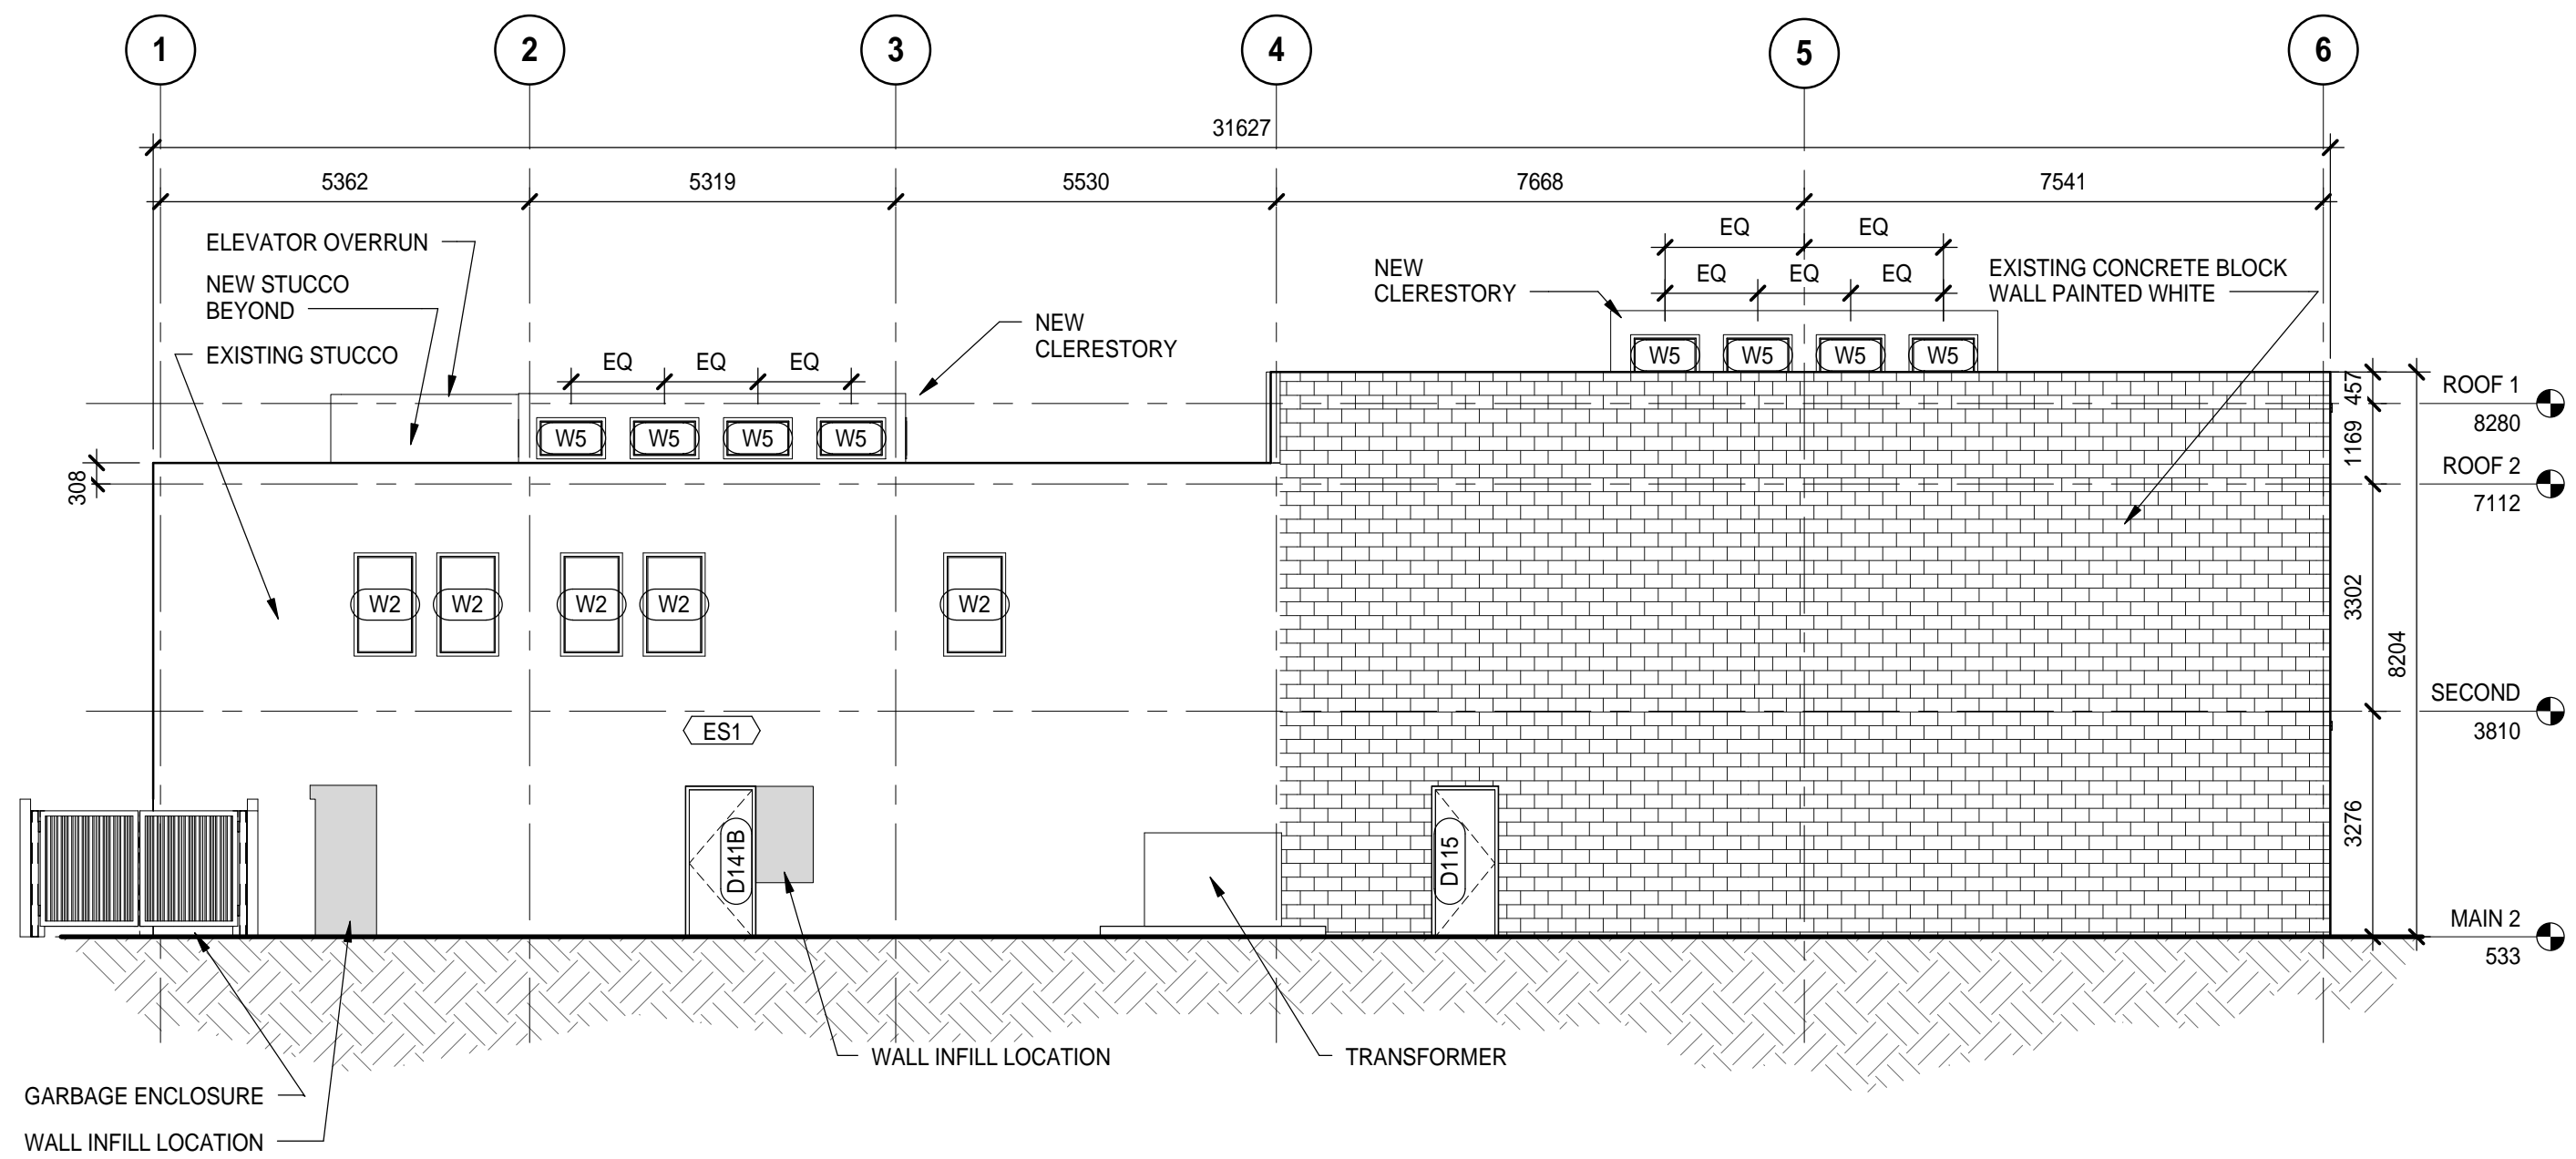 1 2 3 4 5 6
31627
5362 5319 5530 7668 7541
ELEVATOR OVERRUN
NEW STUCCO
BEYOND
EXISTING STUCCO
EQ EQ EQ
NEW
CLERESTORY
NEW
CLERESTORY
EQ EQ
EQ EQ EQ
EXISTING CONCRETE BLOCK
WALL PAINTED WHITE
W5 W5 W5 W5
W5 W5 W5 W5
308
457
1169
3302
8204
3276
ROOF 1
8280
ROOF 2
7112
SECOND
3810
MAIN 2
533
W2 W2 W2 W2 W2
ES1
D141B
D115
WALL INFILL LOCATION
TRANSFORMER
GARBAGE ENCLOSURE
WALL INFILL LOCATION